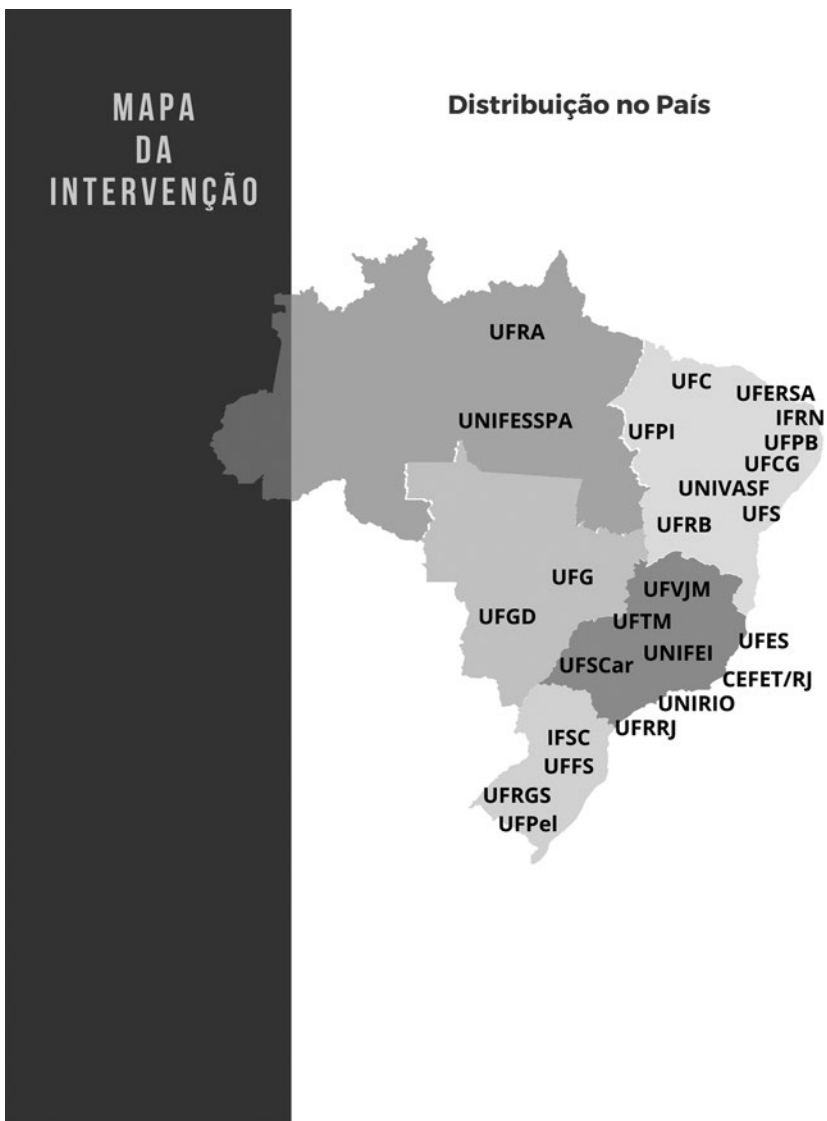 MAPA
DA
INTERVENÇÃO
Distribuição no País
UFRA
UFC
UFERSA
IFRN
UNIFESSPA
UFPI
UFPB
UFCG
UNIVASF
UFS
UFRB
UFG
UFVJM
UFGD
UFTM
UFES
UNIFEI
UFSCar
CEFET/RJ
UNIRIO
UFRRJ
IFSC
UFFS
UFRGS
UFPel